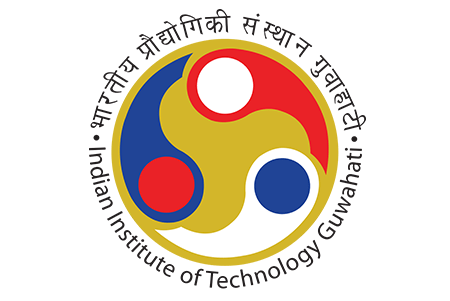 भारतीय प्रौद्योगिकी संस्थान गुवाहाटी
Indian Institute of Technology Guwahati